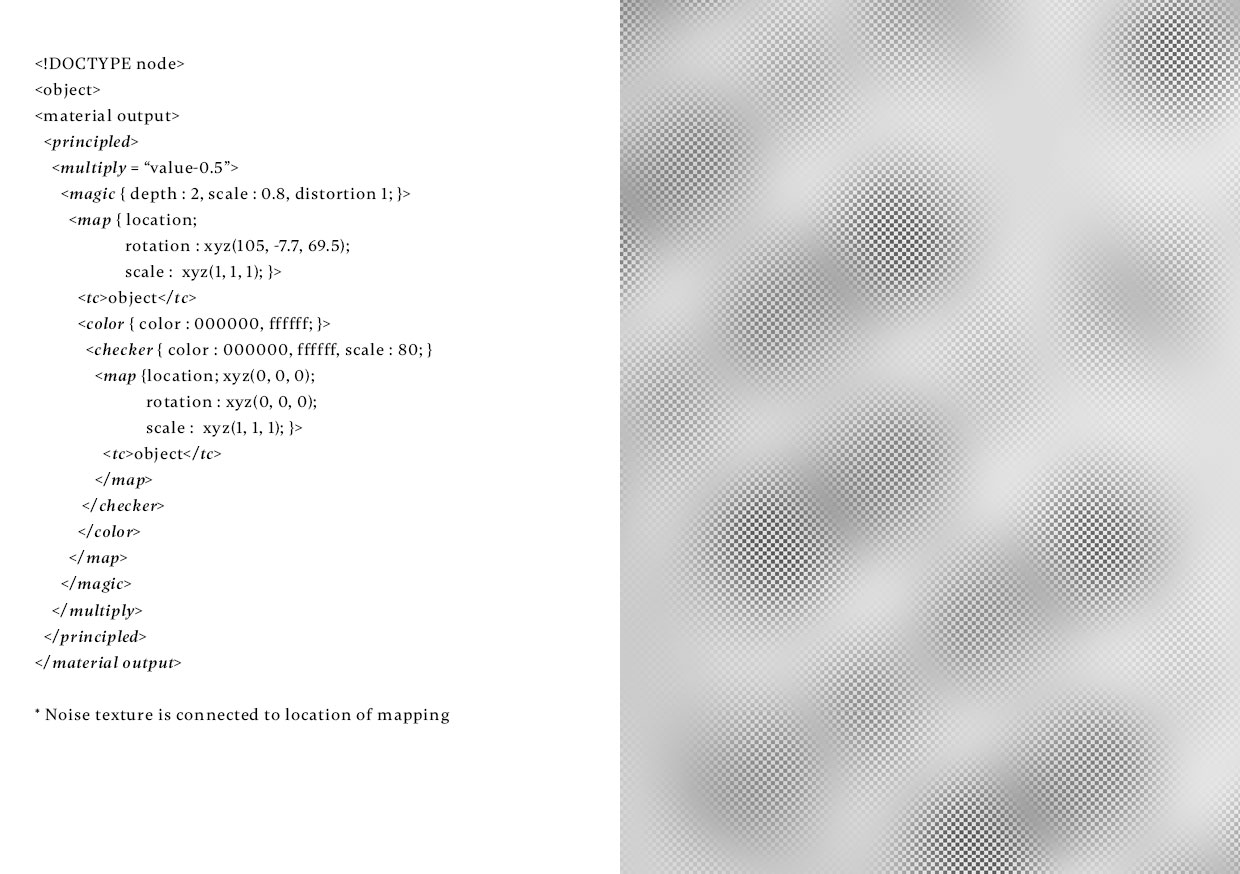 <!DOCTYPE node>
<object>
<material output>
<principled>
<multiply = “value-0.5”>
<magic { depth : 2, scale : 0.8, distortion 1; }>
<map { location;
rotation : xyz(105, -7.7, 69.5);
scale :  xyz(1, 1, 1); }>
<tc>object</tc>
<color { color : 000000, ffffff; }>
<checker { color : 000000, ffffff, scale : 80; }
<map {location; xyz(0, 0, 0);
rotation : xyz(0, 0, 0);
scale :  xyz(1, 1, 1); }>
<tc>object</tc>
</map>
</checker>
</color>
</map>
</magic>
</multiply>
</principled>
</material output>
* Noise texture is connected to location of mapping